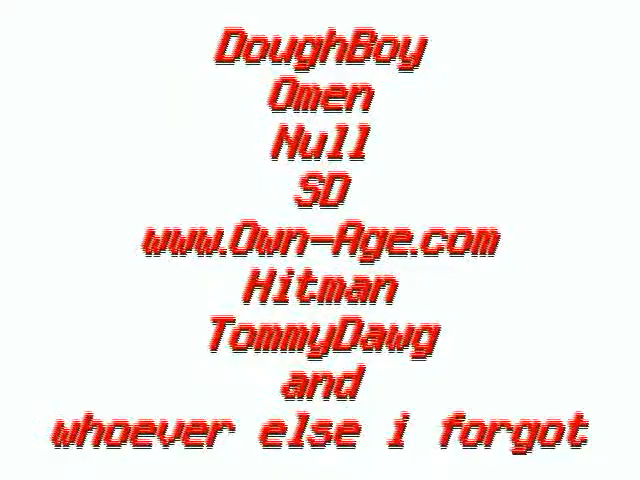 DoughBoy
Omen
Null
SD
www.Own-Age.com
Hitman
TommyDawg
and
whoever else i forgot